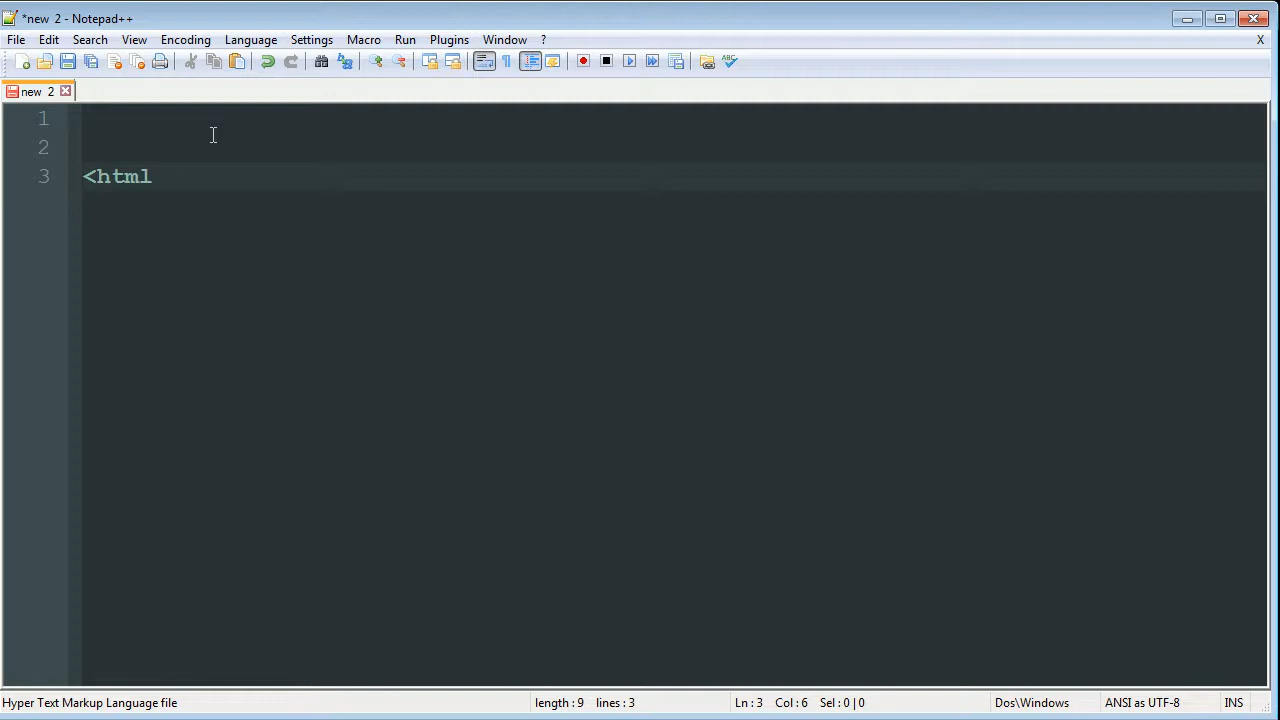 *new  2 - Notepad++
File Edit Search View Encoding Language Settings Macro Run Plugins Window ? X
new  2
1
2
3 <html
Hyper Text Markup Language file length : 9 lines : 3 Ln : 3 Col : 6 Sel : 0 | 0 Dos\Windows ANSI as UTF-8 INS